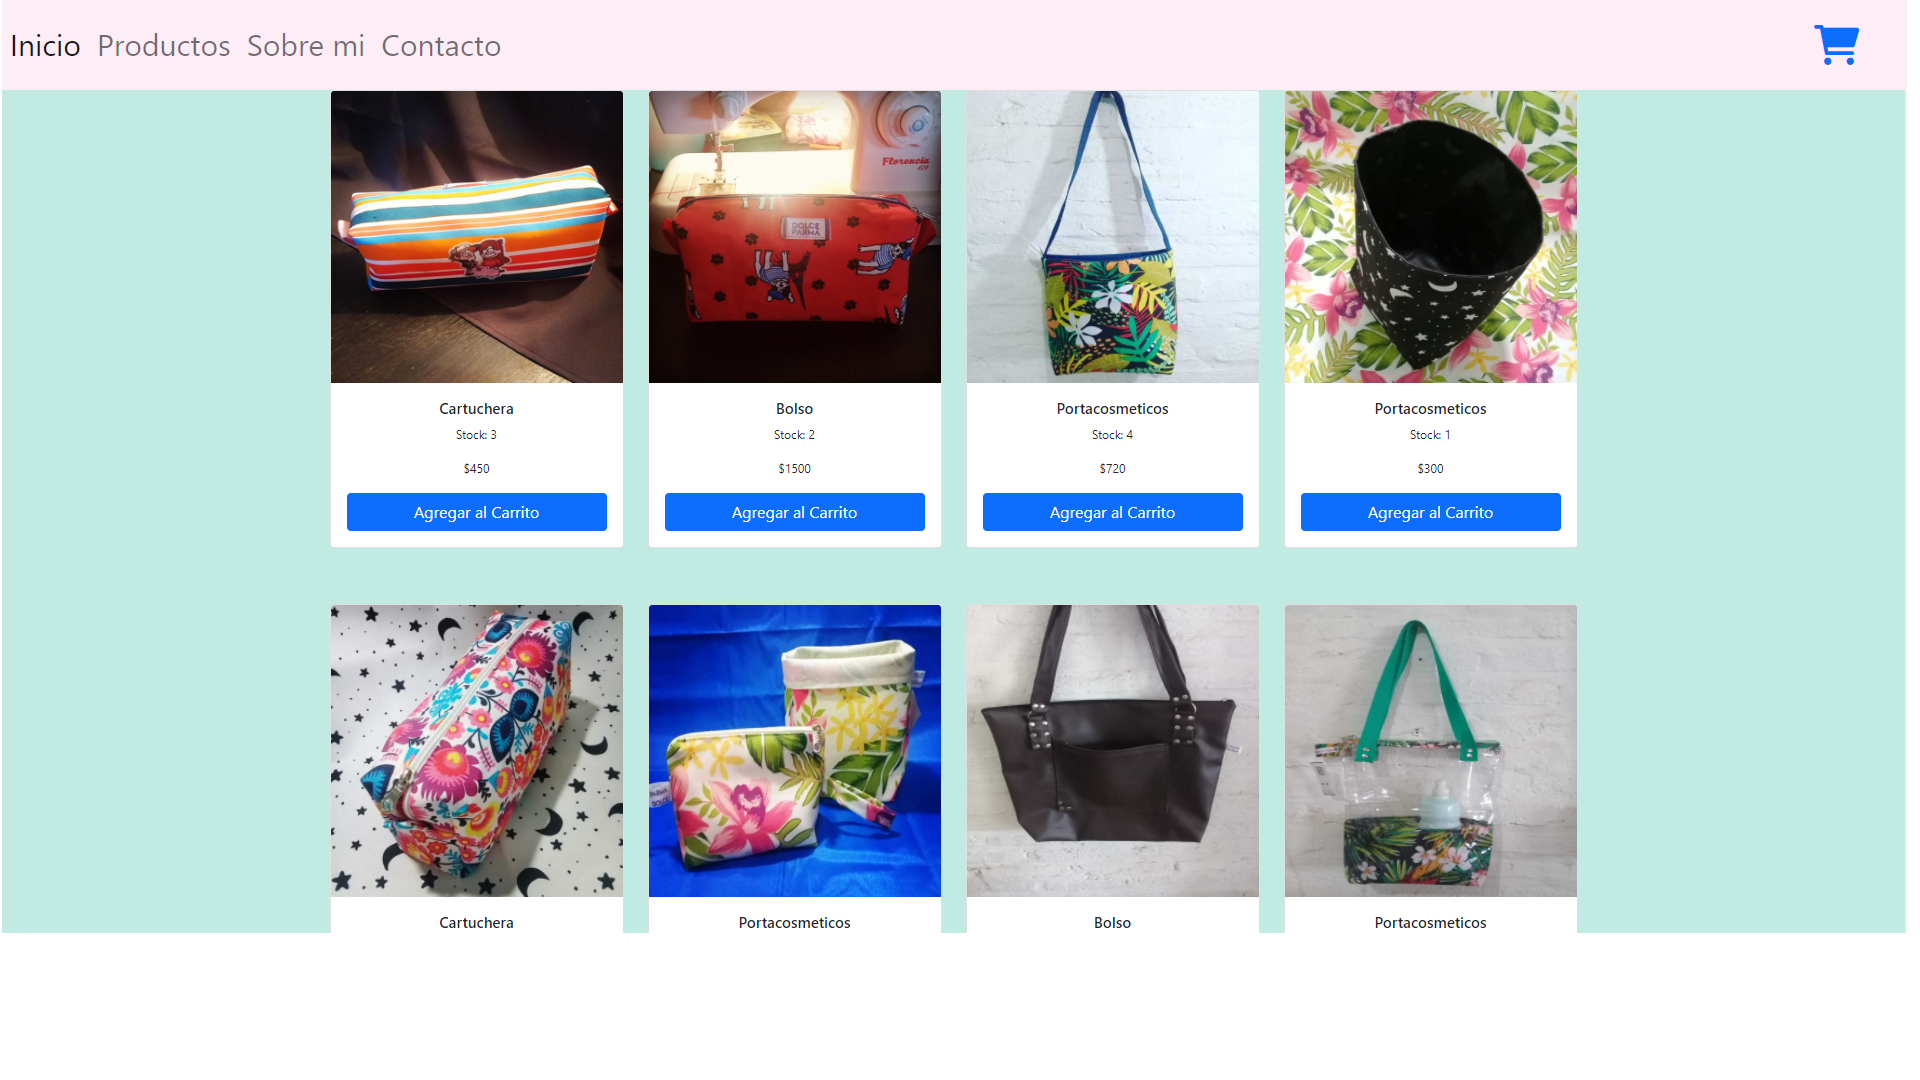 Inicio Productos Sobre mi Contacto
Florencia
DOLCE
PARMA
Cartuchera
Stock: 3
$450
Agregar al Carrito
Bolso
Stock: 2
$1500
Agregar al Carrito
Portacosmeticos
Stock: 4
$720
Agregar al Carrito
Portacosmeticos
Stock: 1
$300
Agregar al Carrito
Cartuchera
Portacosmeticos
Bolso
Portacosmeticos